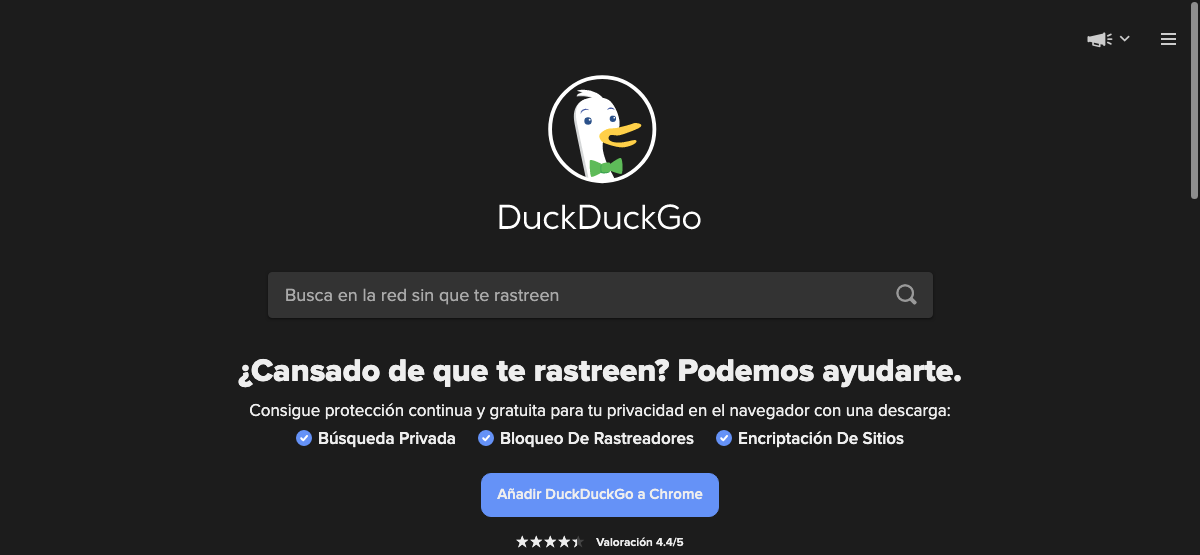 DuckDuckGo
Busca en la red sin que te rastreen
¿Cansado de que te rastreen? Podemos ayudarte.
Consigue protección continua y gratuita para tu privacidad en el navegador con una descarga:
Búsqueda Privada Bloqueo De Rastreadores Encriptación De Sitios
Añadir DuckDuckGo a Chrome
Valoración 4.4/5